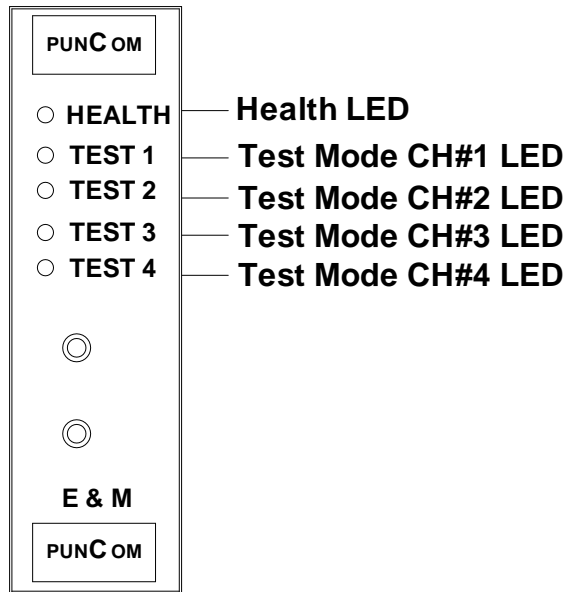 PUNCOM
HEALTH Health LED
TEST 1 Test Mode CH#1 LED
TEST 2 Test Mode CH#2 LED
TEST 3 Test Mode CH#3 LED
TEST 4 Test Mode CH#4 LED
E & M
PUNCOM